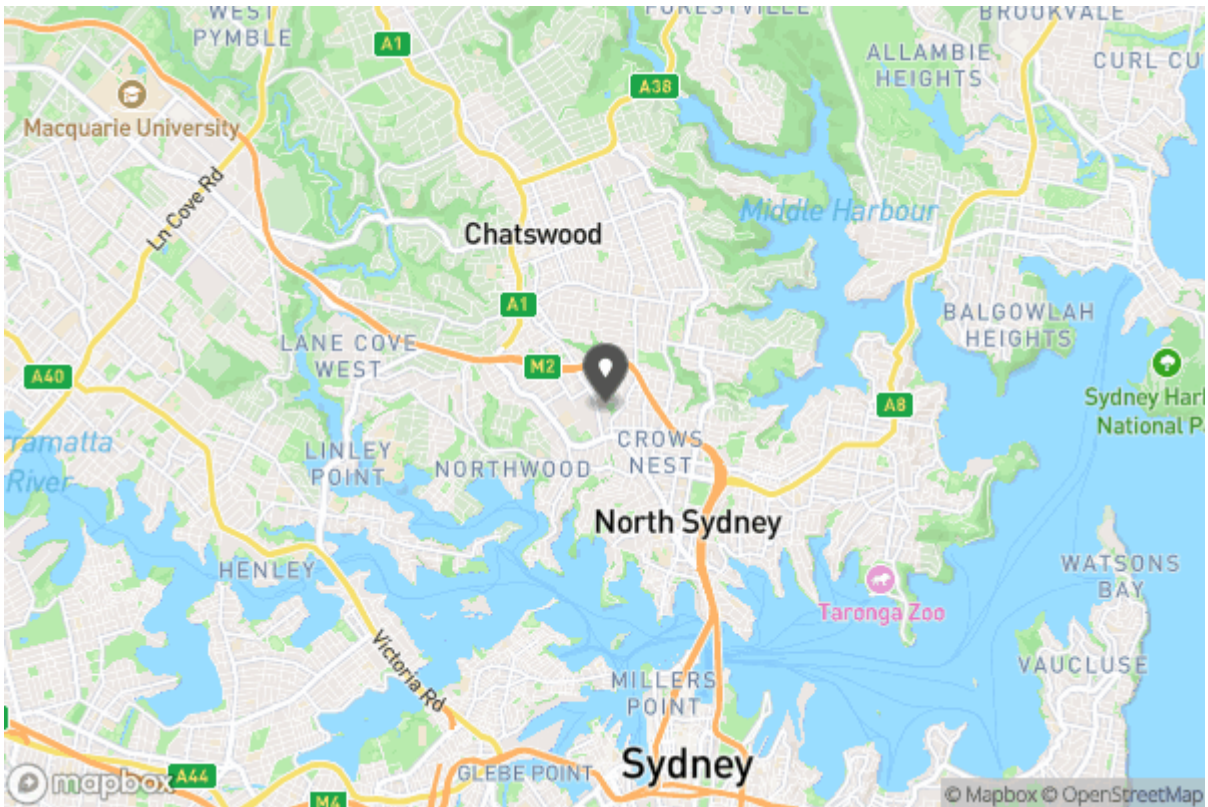 WEST
PYMBLE
FORESTVILLE
BROOKVALE
A1
ALLAMBIE
HEIGHTS
CURL CU
A38
Macquarie University
Ln Cove Rd
Middle Harbour
Chatswood
A1
BALGOWLAH
HEIGHTS
LANE COVE
WEST
M2
A40
A8
Sydney Harb
National Pa
rramatta
River
CROWS
NEST
LINLEY
POINT
NORTHWOOD
North Sydney
HENLEY
WATSONS
BAY
Taronga Zoo
Victoria Rd
VAUCLUSE
MILLERS
POINT
Sydney
GLEBE POINT
mapbox
A44
M4
© Mapbox © OpenStreetMap